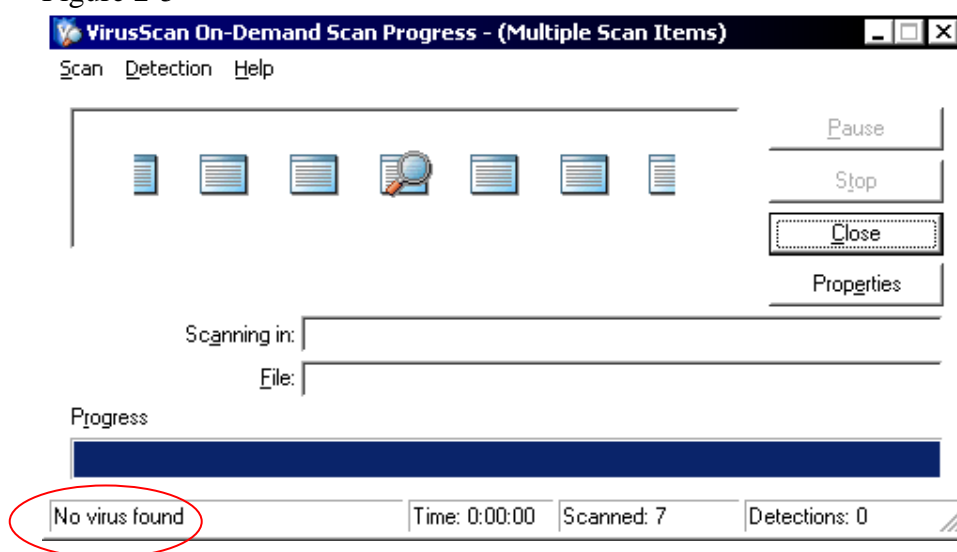 VirusScan On-Demand Scan Progress - (Multiple Scan Items)
Scan Detection Help
Pause
Stop
Close
Properties
Scanning in:
File:
Progress
No virus found Time: 0:00:00 Scanned: 7 Detections: 0